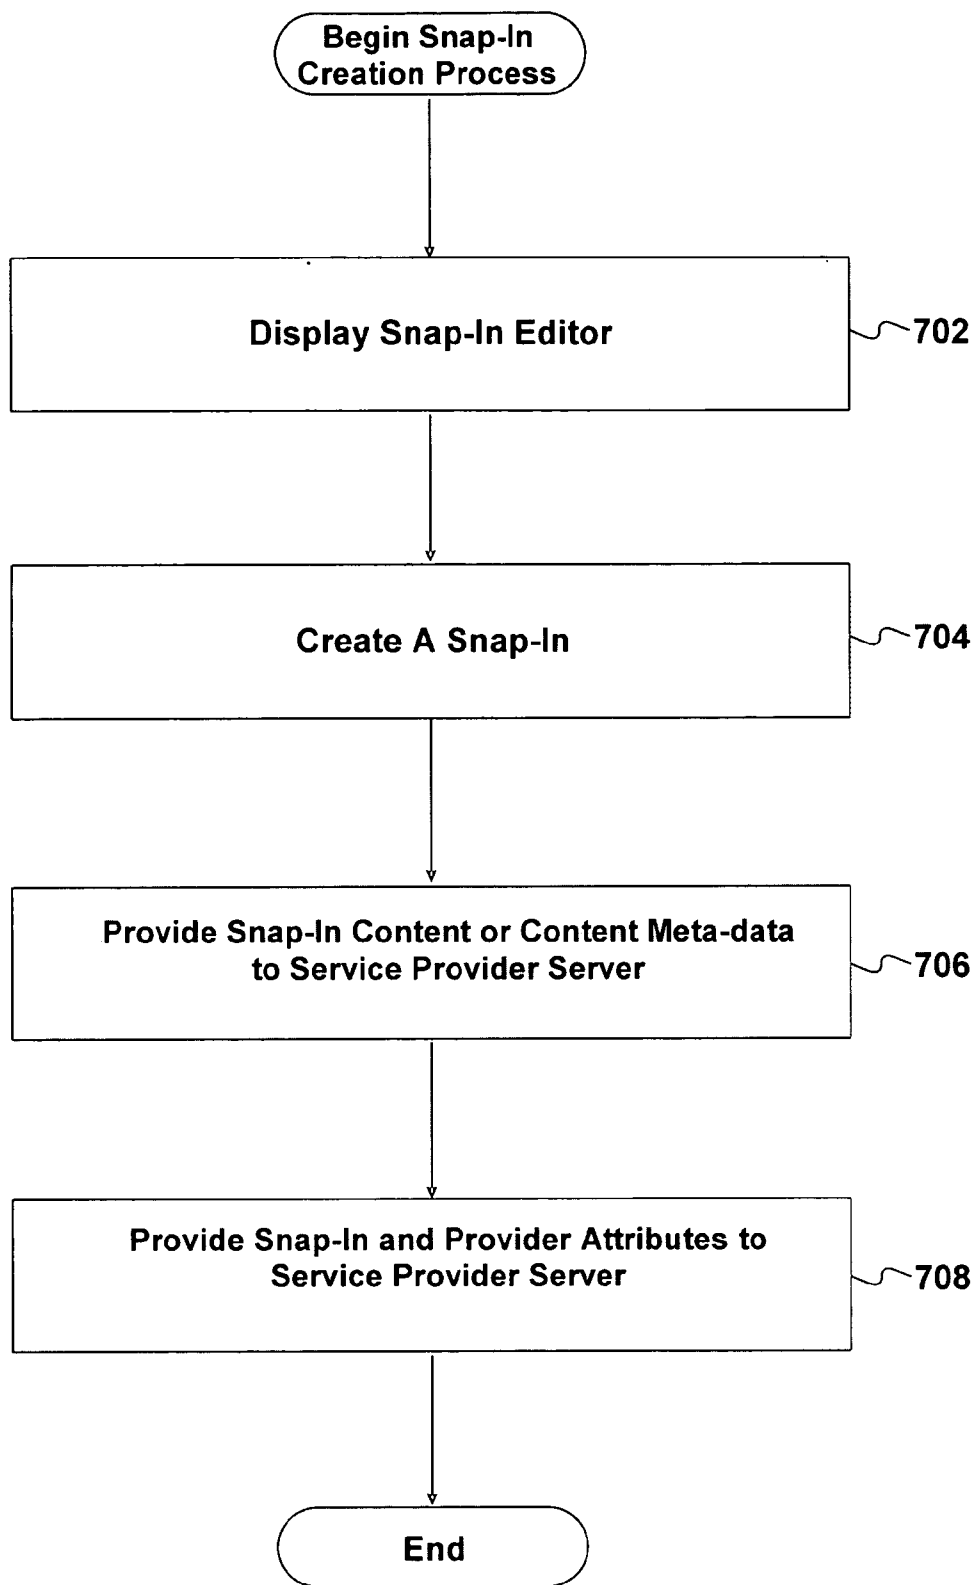 Begin Snap-In
Creation Process
Display Snap-In Editor
702
Create A Snap-In
704
Provide Snap-In Content or Content Meta-data
to Service Provider Server
706
Provide Snap-In and Provider Attributes to
Service Provider Server
708
End